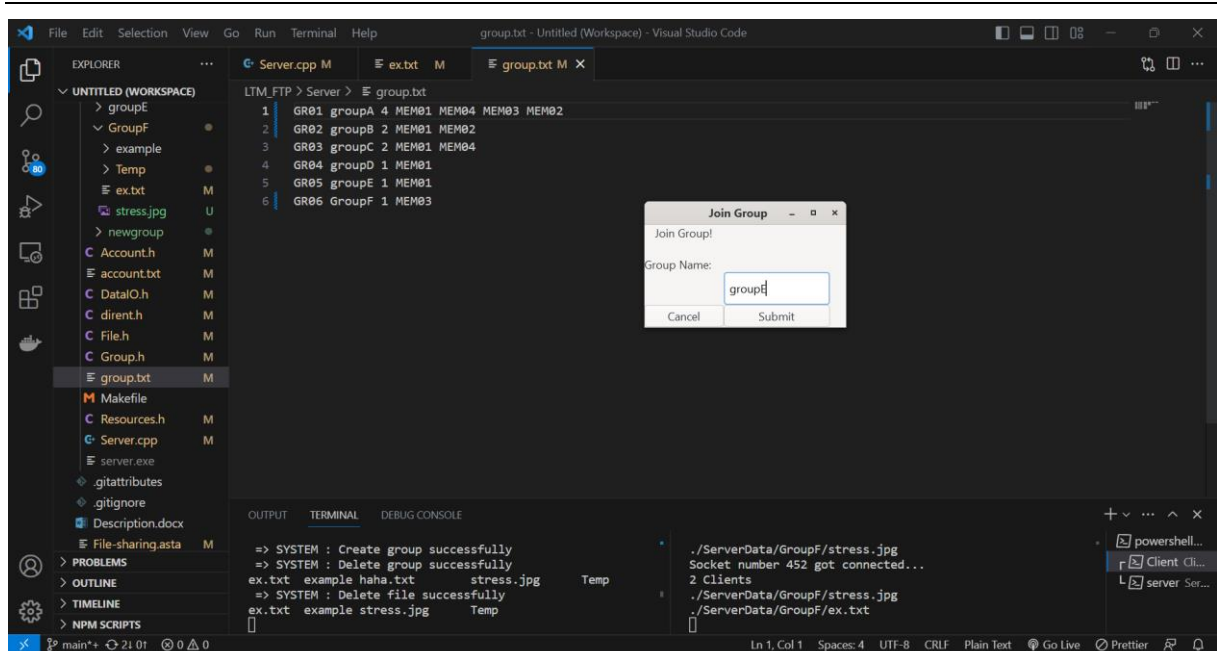 File Edit Selection View Go Run Terminal Help group.txt - Untitled (Workspace) - Visual Studio Code
EXPLORER ...
Server.cpp M ex.txt M group.txt M
UNTITLED (WORKSPACE)
LTM_FTP > Server > group.txt
> groupE
GroupF
> example
> Temp
ex.txt M
stress.jpg U
> newgroup
C Account.h M
account.txt M
C DataIO.h M
C dirent.h M
C File.h M
C Group.h M
group.txt M
M Makefile
C Resources.h M
Server.cpp M
server.exe
.gitattributes
.gitignore
Description.docx
File-sharing.asta M
> PROBLEMS
> OUTLINE
> TIMELINE
> NPM SCRIPTS
80
1 GR01 groupA 4 MEM01 MEM04 MEM03 MEM02
2 GR02 groupB 2 MEM01 MEM02
3 GR03 groupC 2 MEM01 MEM04
4 GR04 groupD 1 MEM01
5 GR05 groupE 1 MEM01
6 GR06 GroupF 1 MEM03
Join Group
Join Group!
Group Name:
groupE
Cancel Submit
OUTPUT TERMINAL DEBUG CONSOLE
=> SYSTEM : Create group successfully
=> SYSTEM : Delete group successfully
ex.txt example haha.txt stress.jpg Temp
=> SYSTEM : Delete file successfully
ex.txt example stress.jpg Temp
./ServerData/GroupF/stress.jpg
Socket number 452 got connected...
2 Clients
./ServerData/GroupF/stress.jpg
./ServerData/GroupF/ex.txt
powershell...
Client Cli...
server Ser...
main*+ 2↓ 0↑ 0 0 Ln 1, Col 1 Spaces: 4 UTF-8 CRLF Plain Text Go Live Prettier